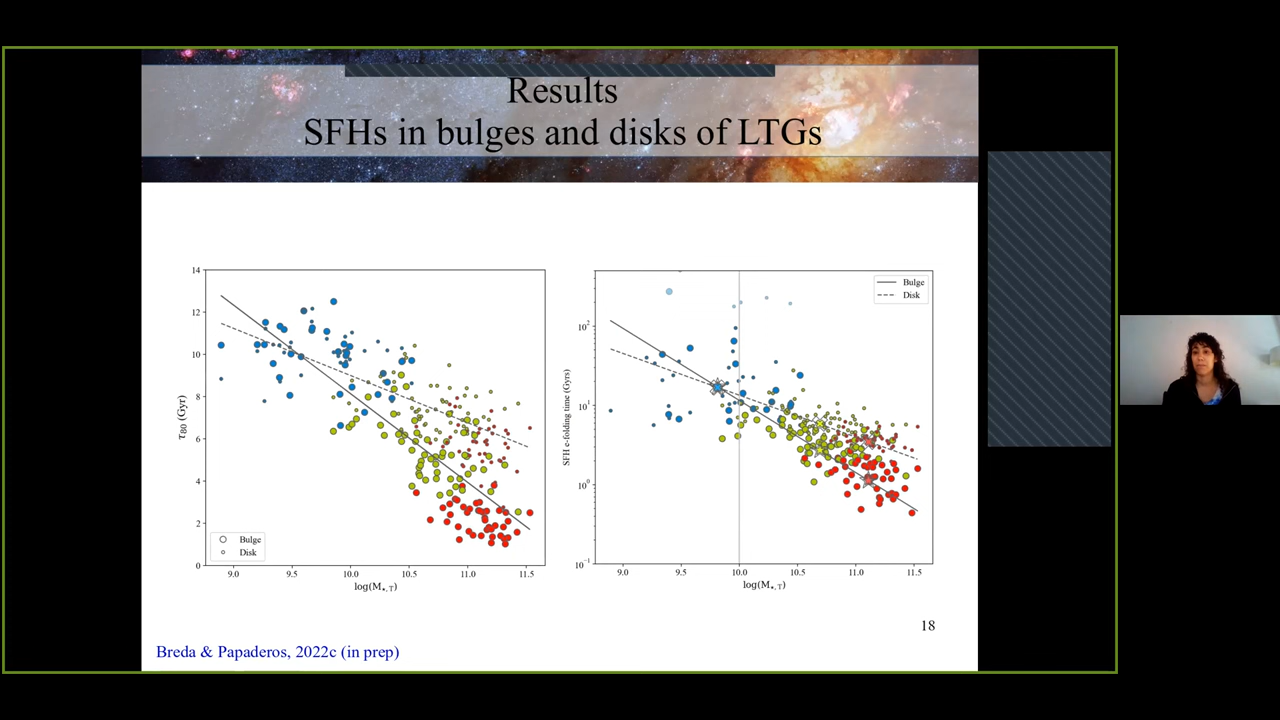 Results
SFHs in bulges and disks of LTGs
14
12
10
8
6
4
2
0
τ80 (Gyr)
Bulge
Disk
9.0 9.5 10.0 10.5 11.0 11.5
log(M⋆,T)
10² 
10¹
10⁰
10⁻¹
SFH e-folding time (Gyrs)
Bulge
Disk
9.0 9.5 10.0 10.5 11.0 11.5
log(M⋆,T)
18
Breda & Papaderos, 2022c (in prep)